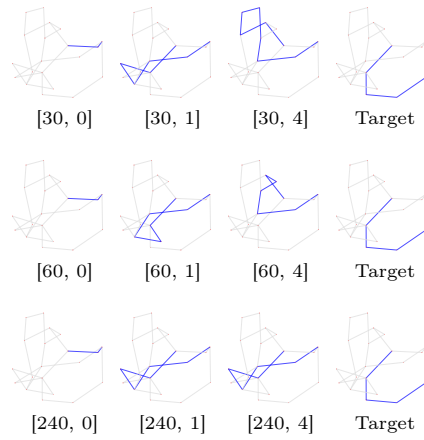 [30, 0] [30, 1] [30, 4] Target
[60, 0] [60, 1] [60, 4] Target
[240, 0] [240, 1] [240, 4] Target